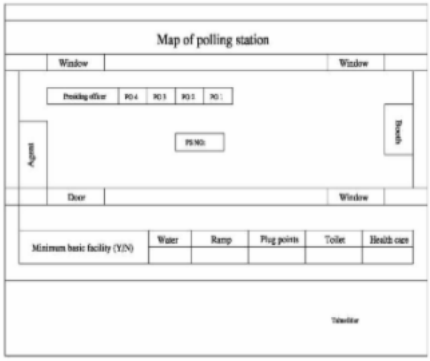 Map of polling station
Window Window
Presiding officer PO 4 PO 3 PO 2 PO 1
Booth
PS NO:
Agent
Door Window
Minimum basic facility (Y/N) Water Ramp Plug points Toilet Health care